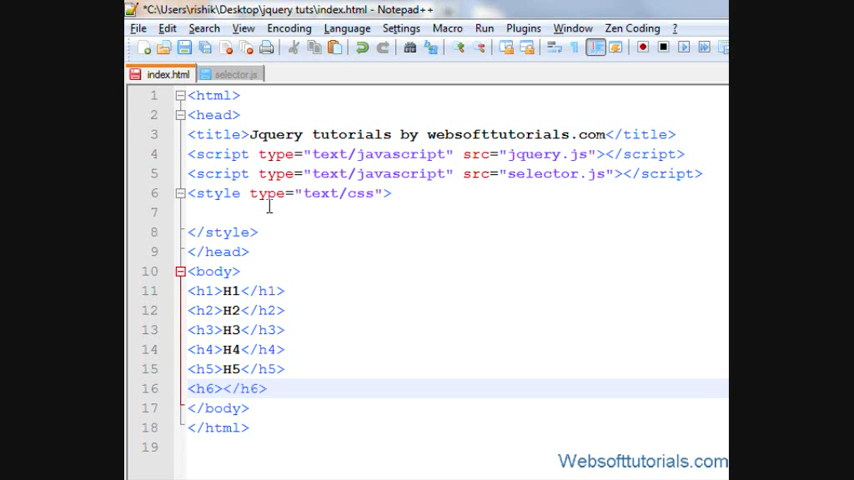 *C:\Users\rishik\Desktop\jquery tuts\index.html - Notepad++
File Edit Search View Encoding Language Settings Macro Run Plugins Window Zen Coding ?
index.html selector.js
1 <html>
2 <head>
3 <title>Jquery tutorials by websofttutorials.com</title>
4 <script type="text/javascript" src="jquery.js"></script>
5 <script type="text/javascript" src="selector.js"></script>
6 <style type="text/css">
7
8 </style>
9 </head>
10 <body>
11 <h1>H1</h1>
12 <h2>H2</h2>
13 <h3>H3</h3>
14 <h4>H4</h4>
15 <h5>H5</h5>
16 <h6></h6>
17 </body>
18 </html>
19
Websofttutorials.com